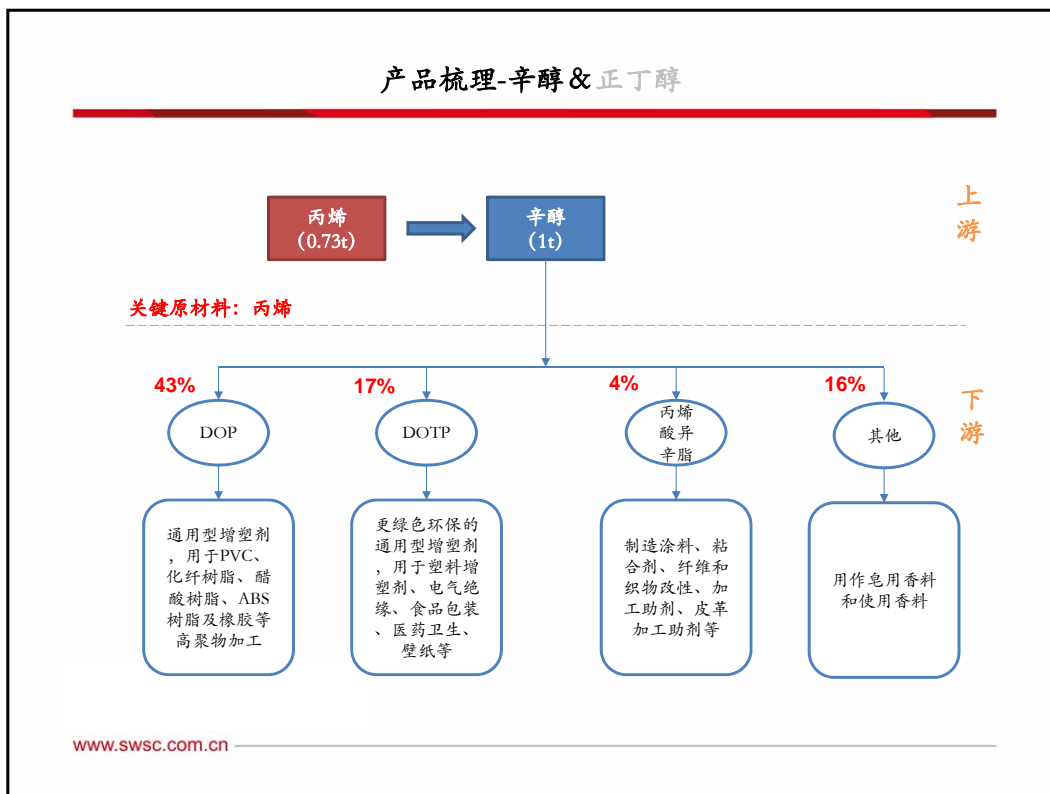 产品梳理-辛醇&正丁醇
丙烯
（0.73t）
辛醇
（1t）
上
游
关键原材料：丙烯
43%
17%
4%
16%
下
游
DOP
DOTP
丙烯
酸异
辛脂
其他
通用型增塑剂
，用于PVC、
化纤树脂、醋
酸树脂、ABS
树脂及橡胶等
高聚物加工
更绿色环保的
通用型增塑剂
，用于塑料增
塑剂、电气绝
缘、食品包装
、医药卫生、
壁纸等
制造涂料、粘
合剂、纤维和
织物改性、加
工助剂、皮革
加工助剂等
用作皂用香料
和使用香料
www.swsc.com.cn